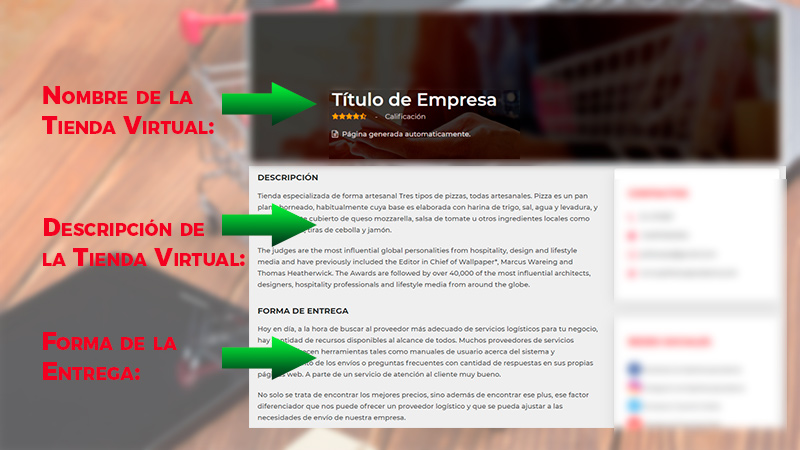 Nombre de la
Tienda Virtual:
Título de Empresa
- Calificación
Página generada automaticamente.
DESCRIPCIÓN
Tienda especializada de forma artesanal Tres tipos de pizzas, todas artesanales. Pizza es un pan
horneado, habitualmente cuya base es elaborada con harina de trigo, sal, agua y levadura, y
cubierto de queso mozzarella, salsa de tomate u otros ingredientes locales como
tiras de cebolla y jamón.
Descripción de
la Tienda Virtual:
The judges are the most influential global personalities from hospitality, design and lifestyle
media and have previously included the Editor in Chief of Wallpaper*, Marcus Wareing and
Thomas Heatherwick. The Awards are followed by over 40,000 of the most influential architects,
designers, hospitality professionals and lifestyle media from around the globe.
FORMA DE ENTREGA
Hoy en día, a la hora de buscar al proveedor más adecuado de servicios logísticos para tu negocio,
hay cantidad de recursos disponibles al alcance de todos. Muchos proveedores de servicios
herramientas tales como manuales de usuario acerca del sistema y
de los envíos o preguntas frecuentes con cantidad de respuestas en sus propias
páginas web. A parte de un servicio de atención al cliente muy bueno.
Forma de la
Entrega:
No solo se trata de encontrar los mejores precios, sino además de encontrar ese plus, ese factor
diferenciador que nos puede ofrecer un proveedor logístico y que se pueda ajustar a las
necesidades de envío de nuestra empresa.
CONTACTOS
REDES SOCIALES